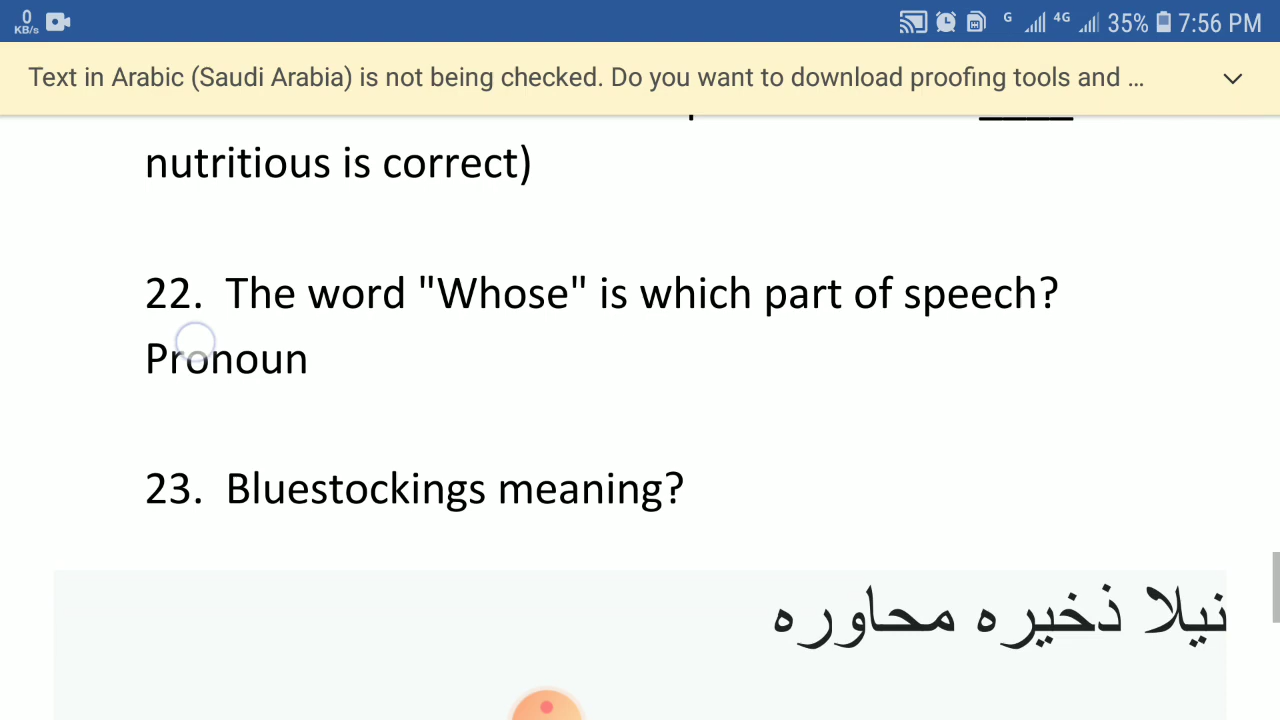 0
KB/s
G 4G 35% 7:56 PM
Text in Arabic (Saudi Arabia) is not being checked. Do you want to download proofing tools and ...
nutritious is correct)
22. The word "Whose" is which part of speech?
Pronoun
23. Bluestockings meaning?
نیلا ذخیرہ محاورہ